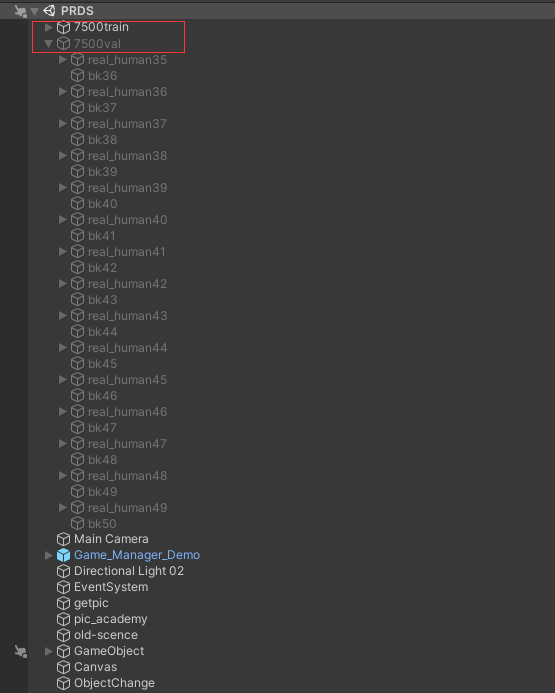 PRDS
7500train
7500val
real_human35
bk36
real_human36
bk37
real_human37
bk38
real_human38
bk39
real_human39
bk40
real_human40
bk41
real_human41
bk42
real_human42
bk43
real_human43
bk44
real_human44
bk45
real_human45
bk46
real_human46
bk47
real_human47
bk48
real_human48
bk49
real_human49
bk50
Main Camera
Game_Manager_Demo
Directional Light 02
EventSystem
getpic
pic_academy
old-scence
GameObject
Canvas
ObjectChange